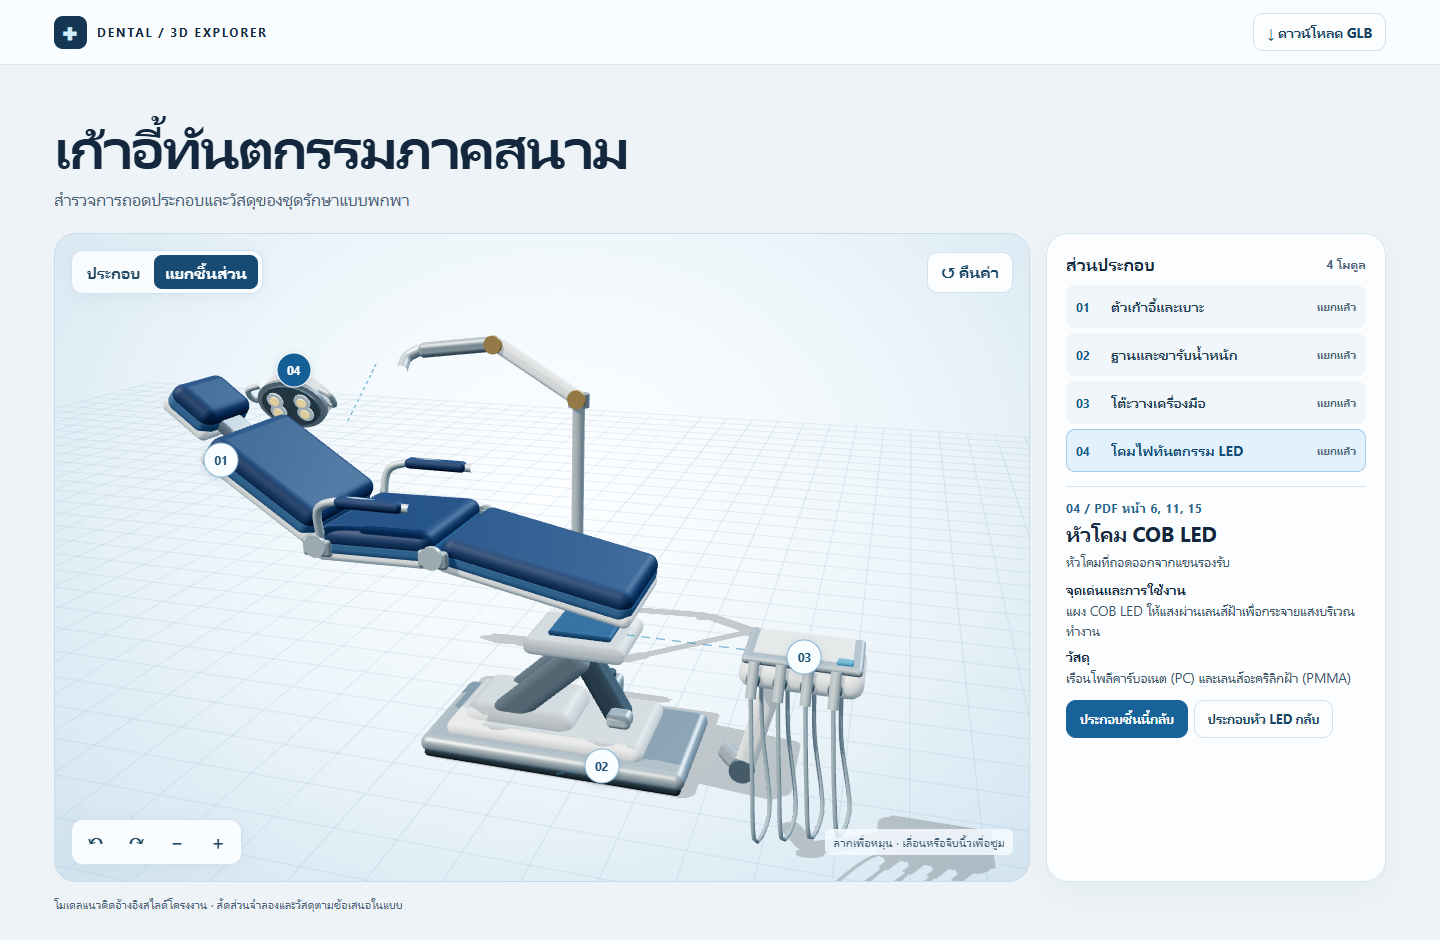 DENTAL / 3D EXPLORER
↓ ดาวน์โหลด GLB
เก้าอี้ทันตกรรมภาคสนาม
สำรวจการถอดประกอบและวัสดุของชุดรักษาแบบพกพา
ประกอบ
แยกชิ้นส่วน
↺ คืนค่า
04
01
03
02
− +
ลากเพื่อหมุน · เลื่อนหรือจีบนิ้วเพื่อซูม
ส่วนประกอบ
4 โมดูล
01 ตัวเก้าอี้และเบาะ แยกแล้ว
02 ฐานและขารับน้ำหนัก แยกแล้ว
03 โต๊ะวางเครื่องมือ แยกแล้ว
04 โคมไฟทันตกรรม LED แยกแล้ว
04 / PDF หน้า 6, 11, 15
หัวโคม COB LED
หัวโคมที่ถอดออกจากแขนรองรับ
จุดเด่นและการใช้งาน
แผง COB LED ให้แสงผ่านเลนส์ฝ้าเพื่อกระจายแสงบริเวณ
ทำงาน
วัสดุ
เรือนโพลีคาร์บอเนต (PC) และเลนส์อะคริลิกฝ้า (PMMA)
ประกอบชิ้นนี้กลับ
ประกอบหัว LED กลับ
โมเดลแนวคิดอ้างอิงสไลด์โครงงาน · สัดส่วนจำลองและวัสดุตามข้อเสนอในแบบ